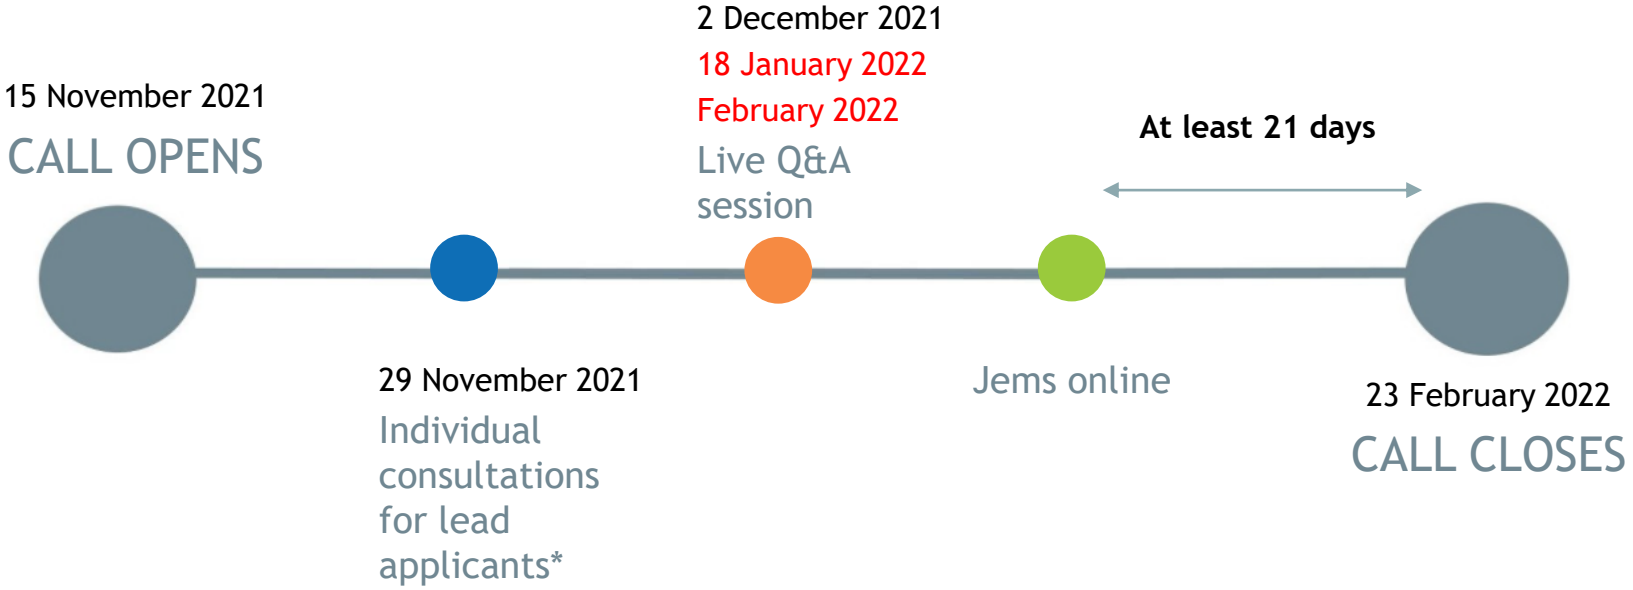 15 November 2021
CALL OPENS
29 November 2021
Individual
consultations
for lead
applicants*
2 December 2021
18 January 2022
February 2022
Live Q&A
session
Jems online
At least 21 days
23 February 2022
CALL CLOSES